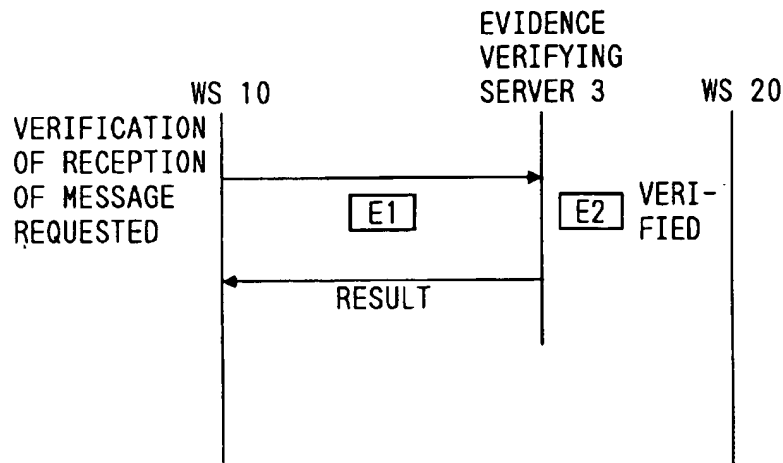 EVIDENCE
VERIFYING
SERVER 3
WS 10
WS 20
VERIFICATION
OF RECEPTION
OF MESSAGE
REQUESTED
E1
E2
VERI-
FIED
RESULT